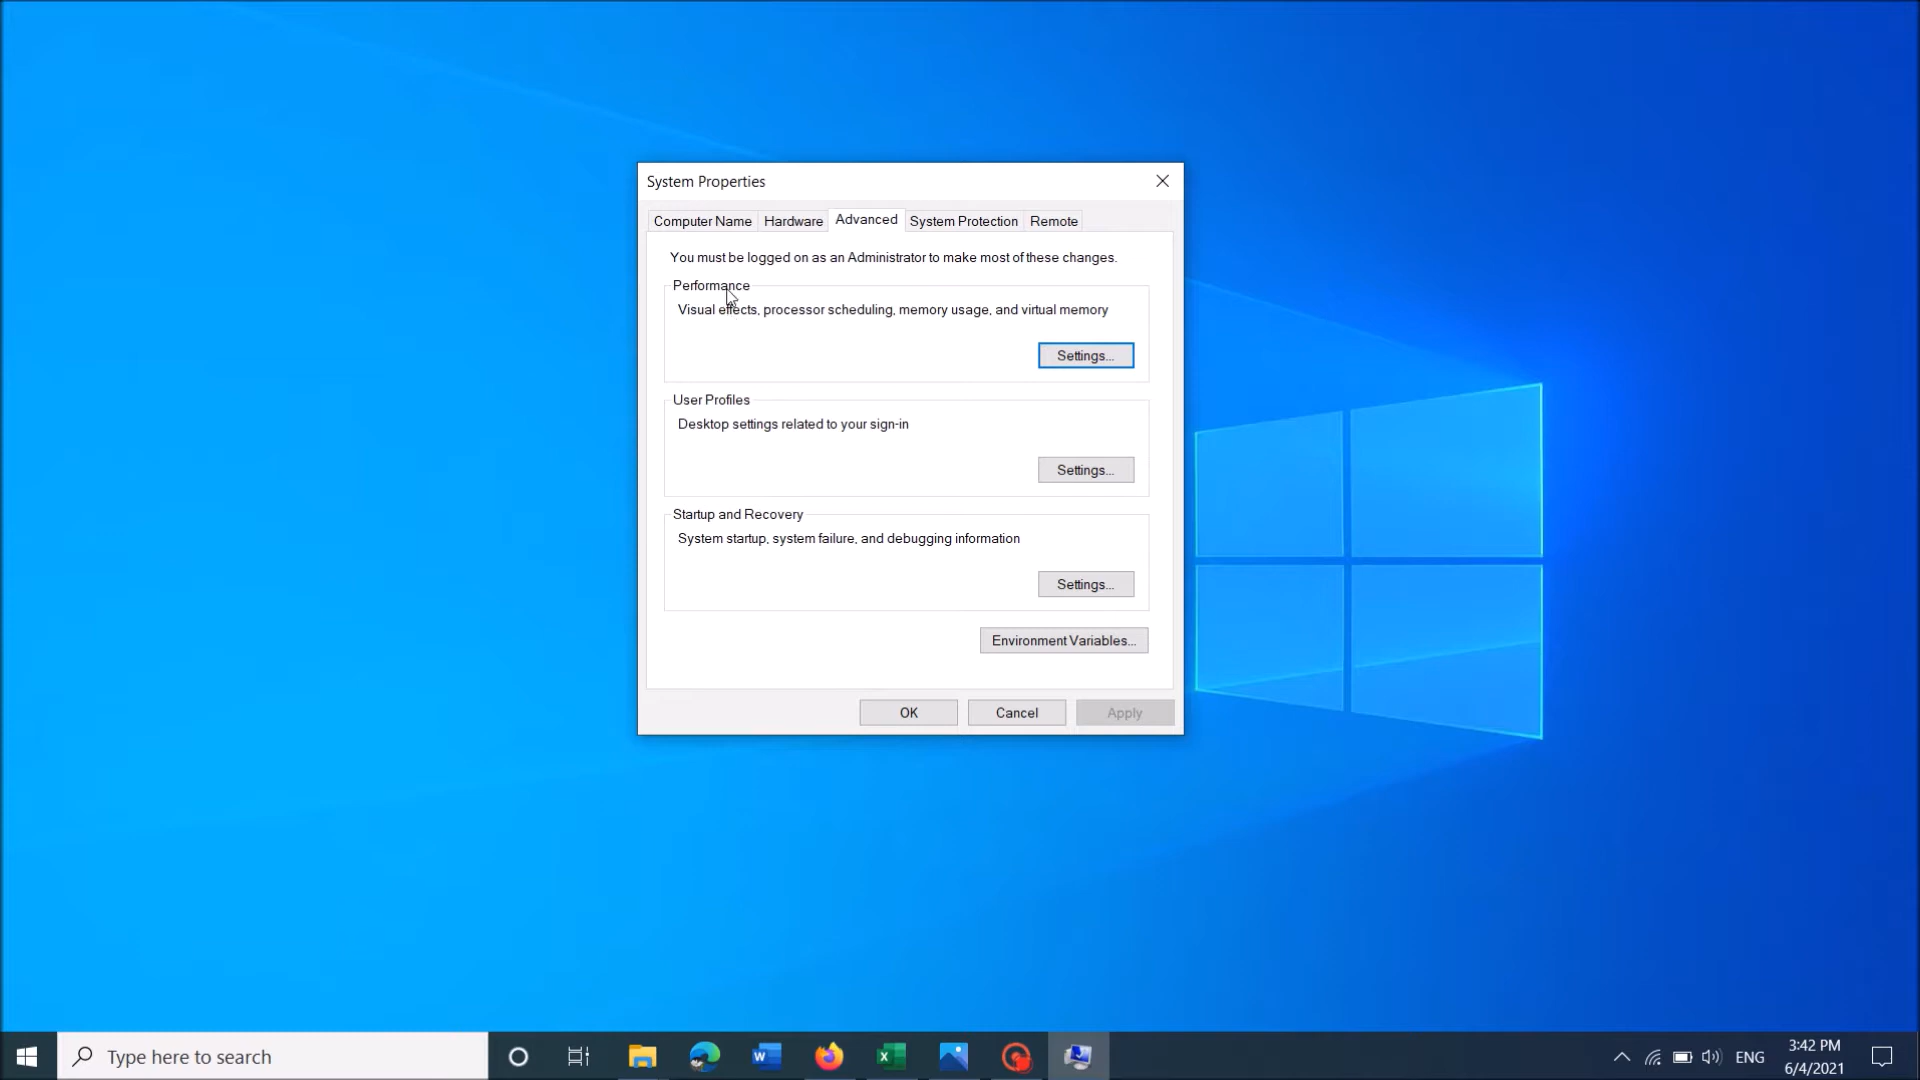 System Properties
Computer Name Hardware Advanced System Protection Remote
You must be logged on as an Administrator to make most of these changes.
Performance
Visual effects, processor scheduling, memory usage, and virtual memory
Settings...
User Profiles
Desktop settings related to your sign-in
Settings...
Startup and Recovery
System startup, system failure, and debugging information
Settings...
Environment Variables...
OK Cancel Apply
Type here to search
ENG
3:42 PM
6/4/2021